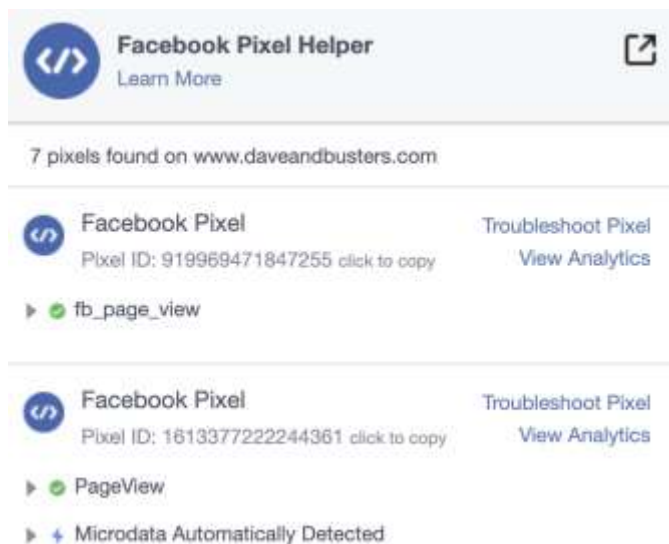 Facebook Pixel Helper
Learn More
7 pixels found on www.daveandbusters.com
Facebook Pixel
Troubleshoot Pixel
Pixel ID: 919969471847255 click to copy
View Analytics
fb_page_view
Facebook Pixel
Troubleshoot Pixel
Pixel ID: 1613377222244361 click to copy
View Analytics
PageView
Microdata Automatically Detected